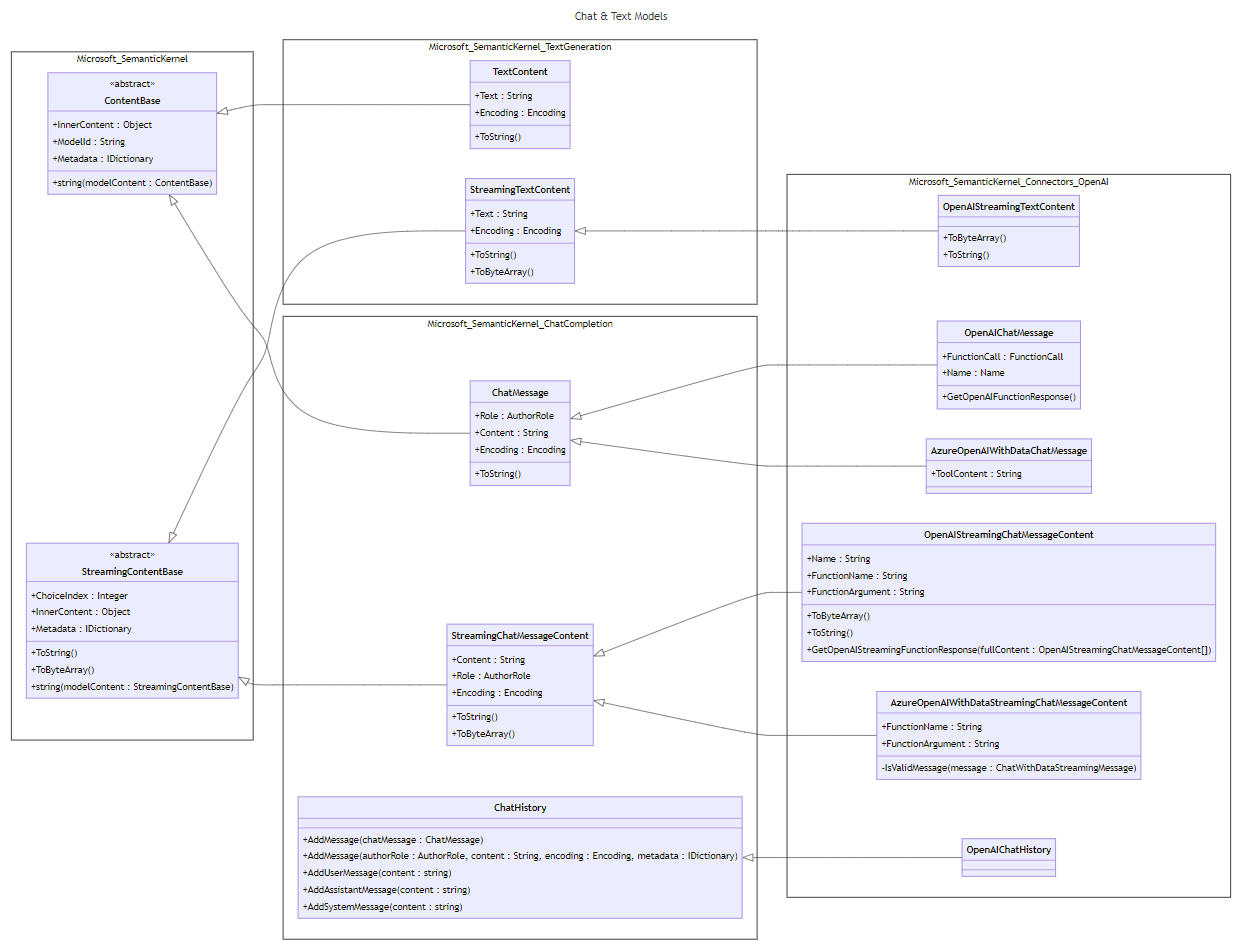 Chat & Text Models
Microsoft_SemanticKernel
«abstract»
ContentBase
+InnerContent : Object
+ModelId : String
+Metadata : IDictionary
+string(modelContent : ContentBase)
«abstract»
StreamingContentBase
+ChoiceIndex : Integer
+InnerContent : Object
+Metadata : IDictionary
+ToString()
+ToByteArray()
+string(modelContent : StreamingContentBase)
Microsoft_SemanticKernel_TextGeneration
TextContent
+Text : String
+Encoding : Encoding
+ToString()
StreamingTextContent
+Text : String
+Encoding : Encoding
+ToString()
+ToByteArray()
Microsoft_SemanticKernel_ChatCompletion
ChatMessage
+Role : AuthorRole
+Content : String
+Encoding : Encoding
+ToString()
StreamingChatMessageContent
+Content : String
+Role : AuthorRole
+Encoding : Encoding
+ToString()
+ToByteArray()
ChatHistory
+AddMessage(chatMessage : ChatMessage)
+AddMessage(authorRole : AuthorRole, content : String, encoding : Encoding, metadata : IDictionary)
+AddUserMessage(content : string)
+AddAssistantMessage(content : string)
+AddSystemMessage(content : string)
Microsoft_SemanticKernel_Connectors_OpenAI
OpenAIStreamingTextContent
+ToByteArray()
+ToString()
OpenAIChatMessage
+FunctionCall : FunctionCall
+Name : Name
+GetOpenAIFunctionResponse()
AzureOpenAIWithDataChatMessage
+ToolContent : String
OpenAIStreamingChatMessageContent
+Name : String
+FunctionName : String
+FunctionArgument : String
+ToByteArray()
+ToString()
+GetOpenAIStreamingFunctionResponse(fullContent : OpenAIStreamingChatMessageContent[])
AzureOpenAIWithDataStreamingChatMessageContent
+FunctionName : String
+FunctionArgument : String
-IsValidMessage(message : ChatWithDataStreamingMessage)
OpenAIChatHistory